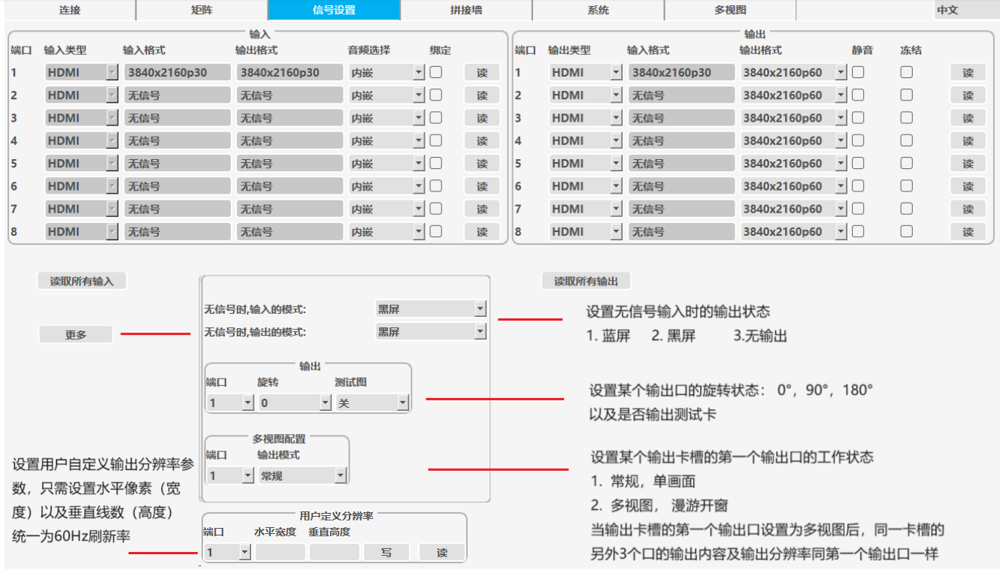 连接 矩阵 信号设置 拼接墙 系统 多视图 中文
输入
端口 输入类型 输入格式 输出格式 音频选择 绑定
1 HDMI 3840x2160p30 3840x2160p30 内嵌 读
2 HDMI 无信号 无信号 内嵌 读
3 HDMI 无信号 无信号 内嵌 读
4 HDMI 无信号 无信号 内嵌 读
5 HDMI 无信号 无信号 内嵌 读
6 HDMI 无信号 无信号 内嵌 读
7 HDMI 无信号 无信号 内嵌 读
8 HDMI 无信号 无信号 内嵌 读
输出
端口 输出类型 输入格式 输出格式 静音 冻结
1 HDMI 3840x2160p30 3840x2160p60 读
2 HDMI 无信号 3840x2160p60 读
3 HDMI 无信号 3840x2160p60 读
4 HDMI 无信号 3840x2160p60 读
5 HDMI 无信号 3840x2160p60 读
6 HDMI 无信号 3840x2160p60 读
7 HDMI 无信号 3840x2160p60 读
8 HDMI 无信号 3840x2160p60 读
读取所有输入
读取所有输出
更多
无信号时,输入的模式: 黑屏
无信号时,输出的模式: 黑屏
设置无信号输入时的输出状态
1. 蓝屏 2. 黑屏 3.无输出
输出
端口 旋转 测试图
1 0 关
设置某个输出口的旋转状态： 0°，90°，180°
以及是否输出测试卡
多视图配置
端口 输出模式
1 常规
设置某个输出卡槽的第一个输出口的工作状态
1. 常规，单画面
2. 多视图， 漫游开窗
当输出卡槽的第一个输出口设置为多视图后，同一卡槽的
另外3个口的输出内容及输出分辨率同第一个输出口一样
设置用户自定义输出分辨率参
数，只需设置水平像素（宽
度）以及垂直线数（高度）
统一为60Hz刷新率
用户定义分辨率
端口 水平宽度 垂直高度
1 写 读